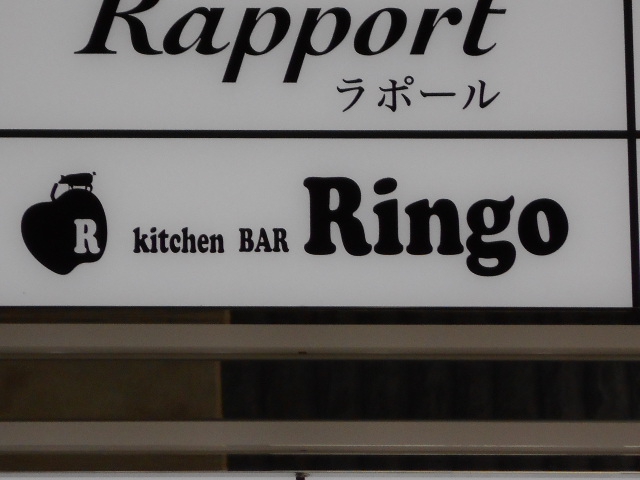 Rapport
ラポール
R kitchen BAR Ringo